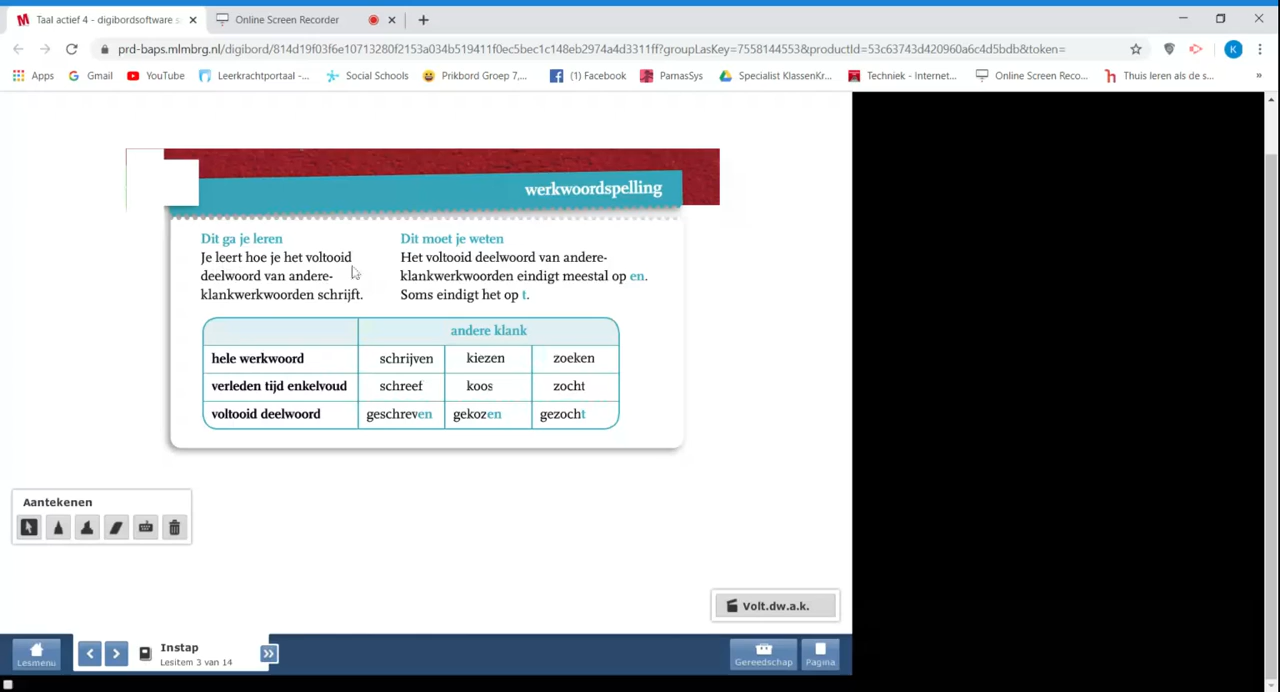 Taal actief 4 - digibordsoftware s
Online Screen Recorder
prd-baps.mlmbrg.nl/digibord/814d19f03f6e10713280f2153a034b519411f0ec5bec1c148eb2974a4d3311ff?groupLasKey=7558144553&productId=53c63743d420960a6c4d5bdb&token=
K
Apps
Gmail
YouTube
Leerkrachtportaal -...
Social Schools
Prikbord Groep 7,...
(1) Facebook
ParnasSys
Specialist KlassenKr...
Techniek - Internet...
Online Screen Reco...
Thuis leren als de s...
»
werkwoordspelling
Dit ga je leren
Je leert hoe je het voltooid
deelwoord van andere-
klankwerkwoorden schrijft.
Dit moet je weten
Het voltooid deelwoord van andere-
klankwerkwoorden eindigt meestal op en.
Soms eindigt het op t.
andere klank
hele werkwoord schrijven kiezen zoeken
verleden tijd enkelvoud schreef koos zocht
voltooid deelwoord geschreven gekozen gezocht
Aantekenen
Volt.dw.a.k.
Lesmenu
Instap
Lesitem 3 van 14
Gereedschap
Pagina